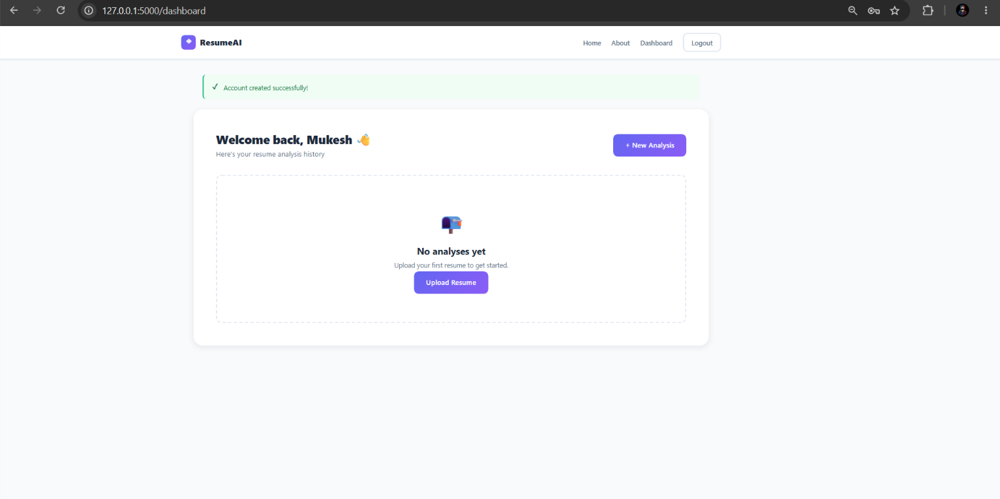 127.0.0.1:5000/dashboard
ResumeAI
Home About Dashboard Logout
✓ Account created successfully!
Welcome back, Mukesh 👋
+ New Analysis
Here's your resume analysis history
No analyses yet
Upload your first resume to get started.
Upload Resume